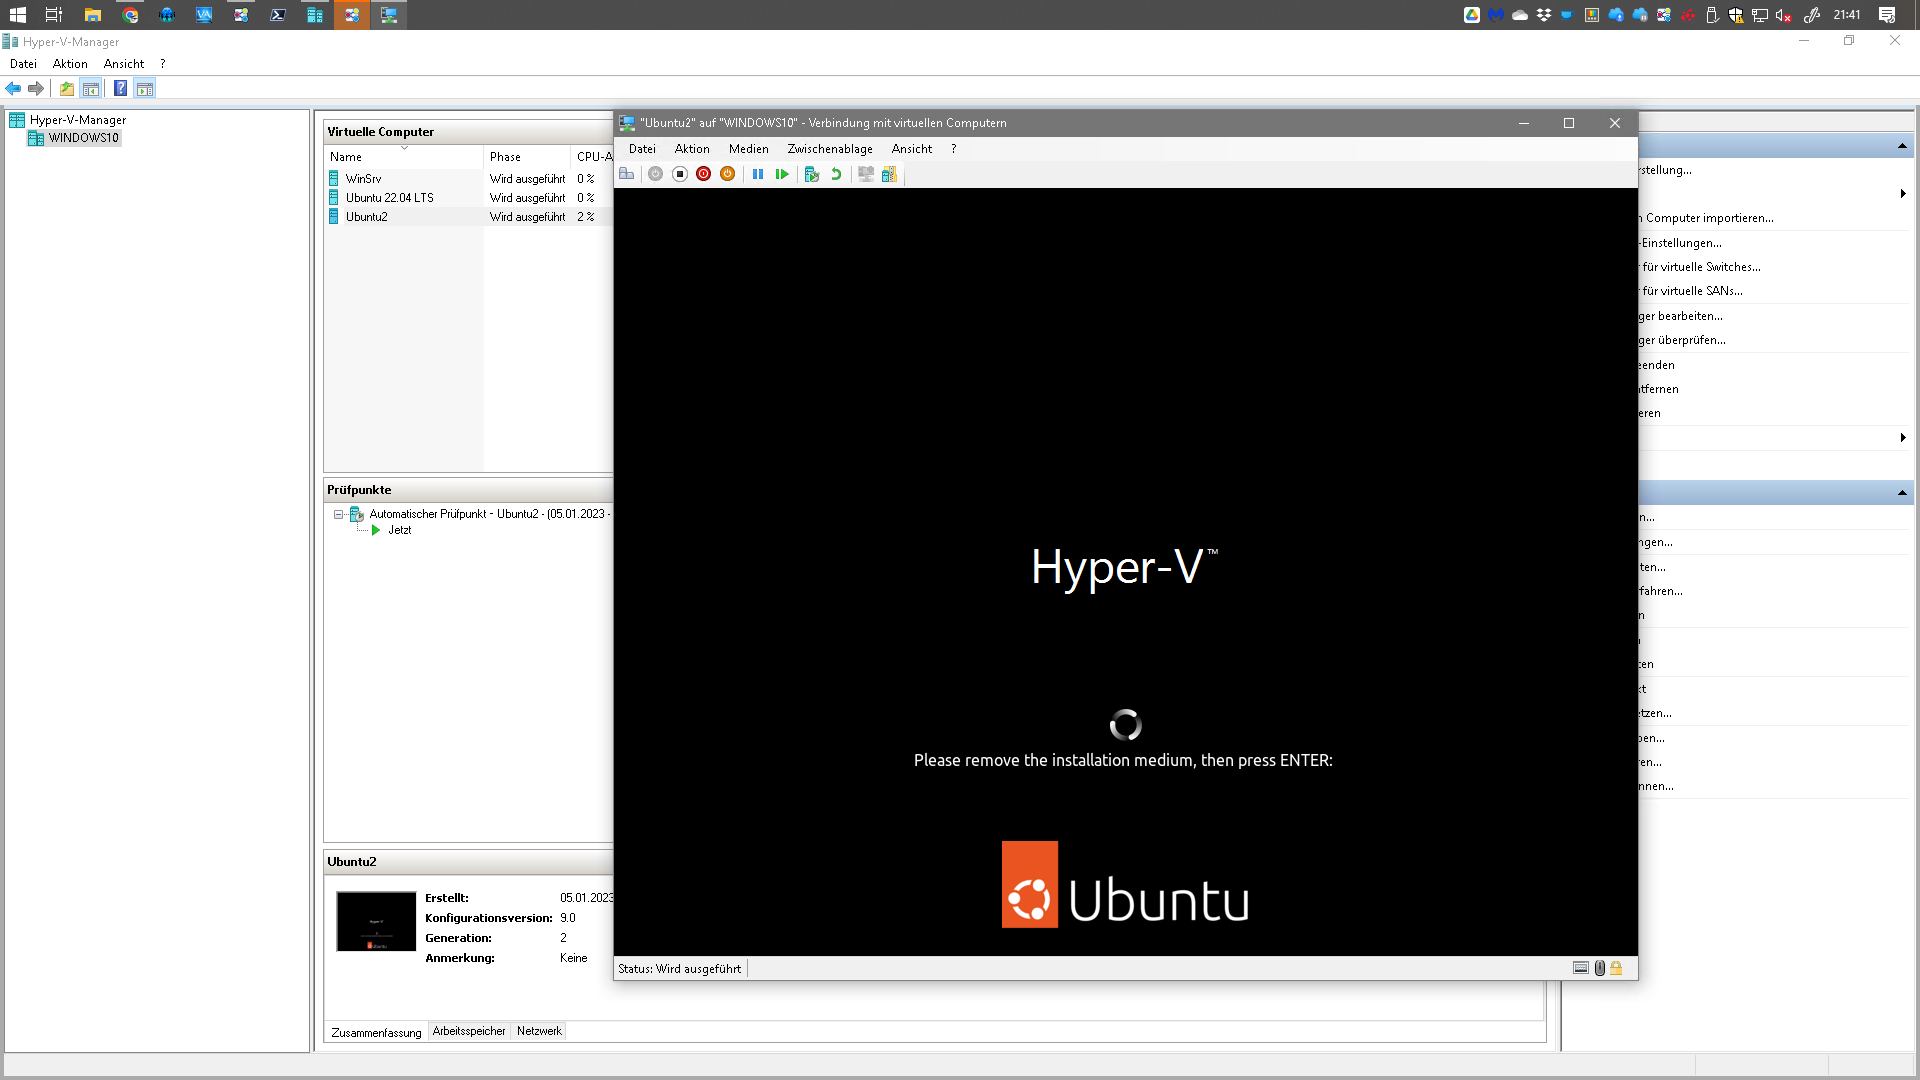 21:41
Hyper-V-Manager
Datei Aktion Ansicht ?
Hyper-V-Manager
WINDOWS10
Virtuelle Computer
Name Phase CPU-A
WinSrv Wird ausgeführt 0 %
Ubuntu 22.04 LTS Wird ausgeführt 0 %
Ubuntu2 Wird ausgeführt 2 %
Prüfpunkte
Automatischer Prüfpunkt - Ubuntu2 - (05.01.2023 -
Jetzt
Ubuntu2
Erstellt: 05.01.2023
Konfigurationsversion: 9.0
Generation: 2
Anmerkung: Keine
Zusammenfassung Arbeitsspeicher Netzwerk
"Ubuntu2" auf "WINDOWS10" - Verbindung mit virtuellen Computern
Datei Aktion Medien Zwischenablage Ansicht ?
Hyper-V™
Please remove the installation medium, then press ENTER:
Ubuntu
Status: Wird ausgeführt
rstellung...
n Computer importieren...
-Einstellungen...
r für virtuelle Switches...
r für virtuelle SANs...
ger bearbeiten...
ger überprüfen...
eenden
tfernen
eren
n...
ngen...
ten...
rfahren...
n
ten
kt
etzen...
ben...
ren...
nnen...